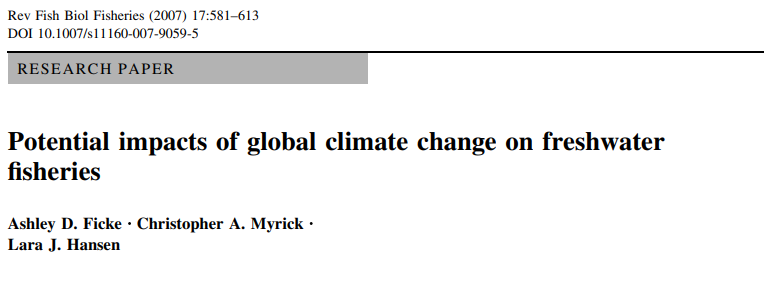 Rev Fish Biol Fisheries (2007) 17:581–613
DOI 10.1007/s11160-007-9059-5
RESEARCH PAPER
Potential impacts of global climate change on freshwater
fisheries
Ashley D. Ficke · Christopher A. Myrick ·
Lara J. Hansen